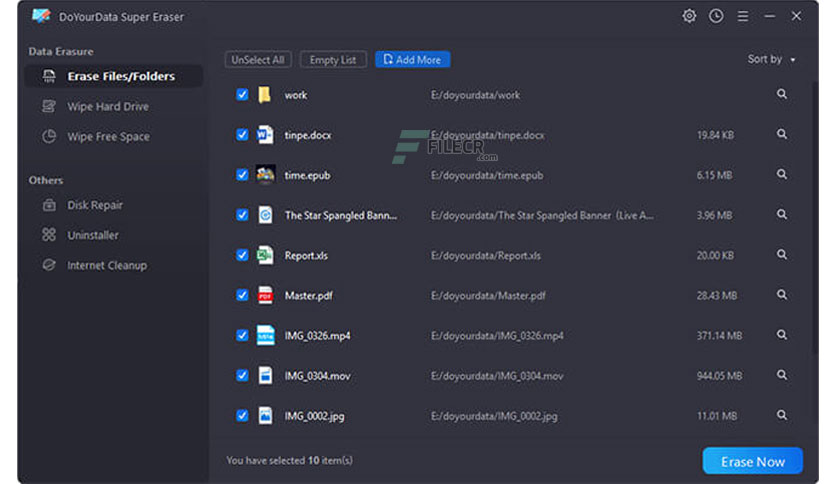 DoYourData Super Eraser
Data Erasure
Erase Files/Folders
Wipe Hard Drive
Wipe Free Space
Others
Disk Repair
Uninstaller
Internet Cleanup
UnSelect All Empty List Add More Sort by
work E:/doyourdata/work
tinpe.docx E:/doyourdata/tinpe.docx 19.84 KB
FILECR
.com
time.epub E:/doyourdata/time.epub 6.15 MB
The Star Spangled Bann... E:/doyourdata/The Star Spangled Banner (Live A... 3.96 MB
Report.xls E:/doyourdata/Report.xls 20.00 KB
PDF Master.pdf E:/doyourdata/Master.pdf 28.43 MB
IMG_0326.mp4 E:/doyourdata/IMG_0326.mp4 371.14 MB
IMG_0304.mov E:/doyourdata/IMG_0304.mov 944.05 MB
IMG_0002.jpg E:/doyourdata/IMG_0002.jpg 11.01 MB
You have selected 10 item(s) Erase Now